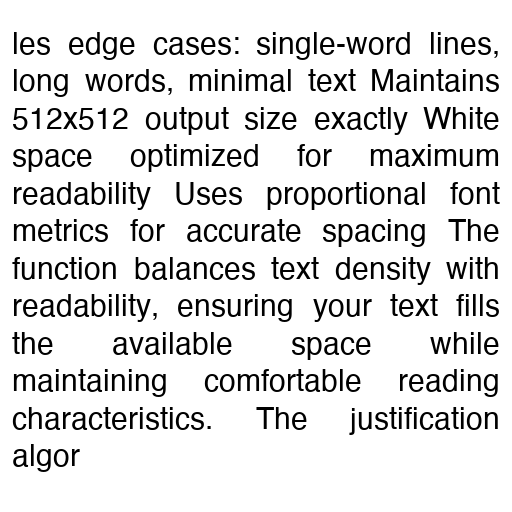 les edge cases: single-word lines,
long words, minimal text Maintains
512x512 output size exactly White
space optimized for maximum
readability Uses proportional font
metrics for accurate spacing The
function balances text density with
readability, ensuring your text fills
the available space while
maintaining comfortable reading
characteristics. The justification
algor